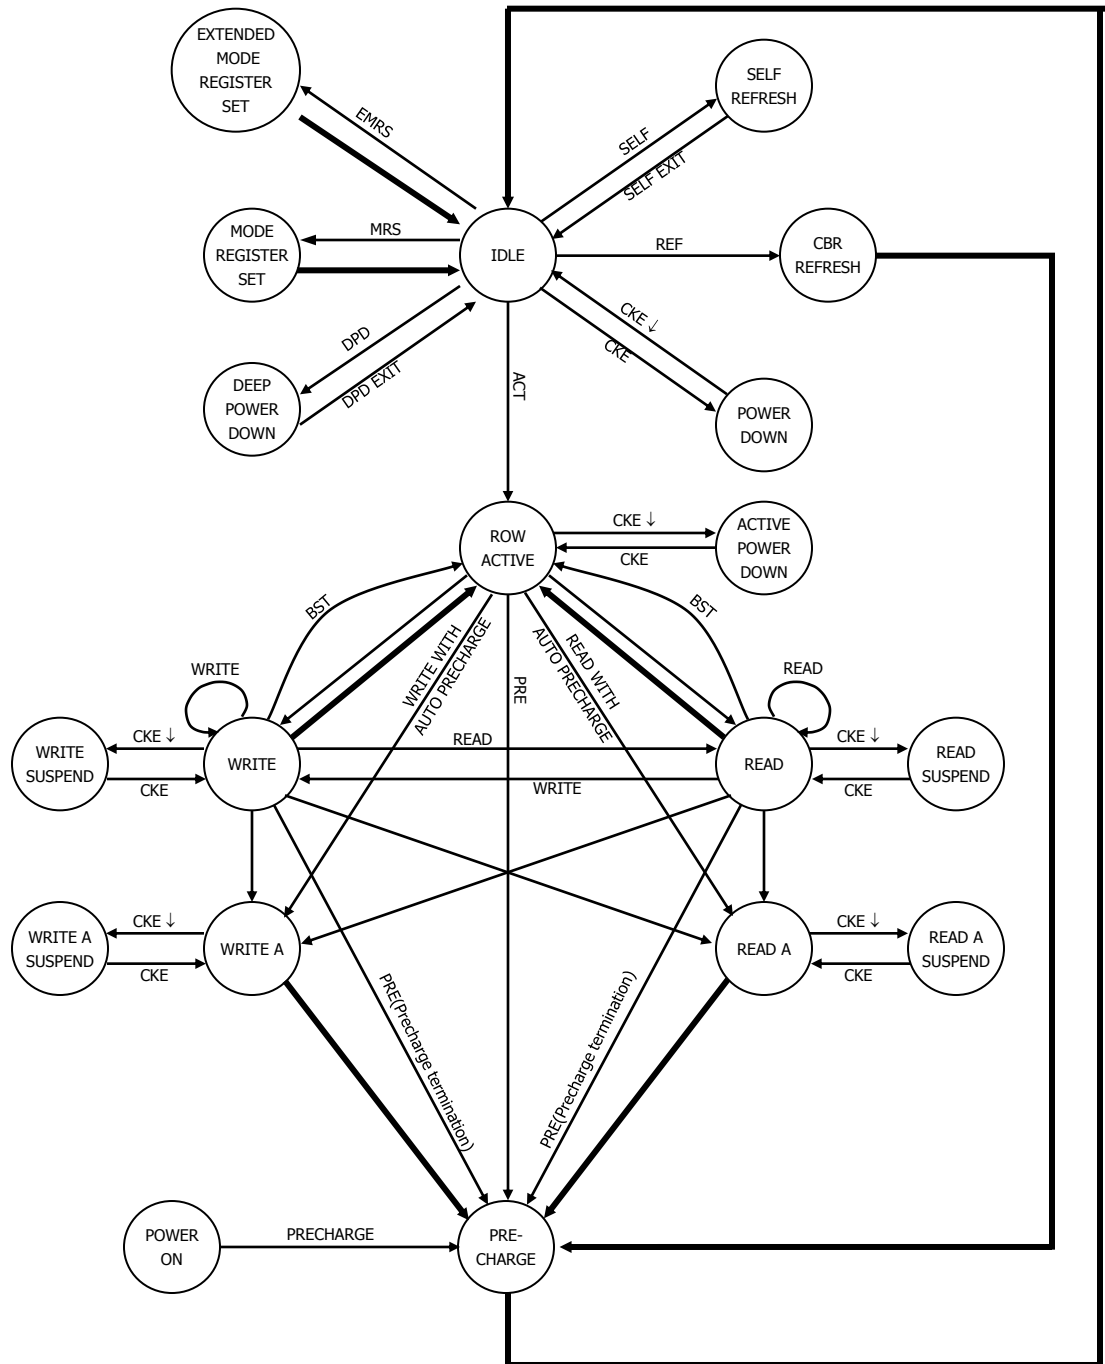 EXTENDED
MODE
REGISTER
SET
SELF
REFRESH
EMRS
SELF
SELF EXIT
MODE
REGISTER
SET
MRS
IDLE
REF
CBR
REFRESH
DPD
DPD EXIT
CKE ↓
CKE
DEEP
POWER
DOWN
ACT
POWER
DOWN
ROW
ACTIVE
CKE ↓
CKE
ACTIVE
POWER
DOWN
BST
BST
WRITE WITH
AUTO PRECHARGE
PRE
READ WITH
AUTO PRECHARGE
WRITE
READ
WRITE
SUSPEND
CKE ↓
CKE
WRITE
READ
WRITE
READ
CKE ↓
CKE
READ
SUSPEND
WRITE A
SUSPEND
CKE ↓
CKE
WRITE A
READ A
CKE ↓
CKE
READ A
SUSPEND
PRE(Precharge termination)
PRE(Precharge termination)
POWER
ON
PRECHARGE
PRE-
CHARGE